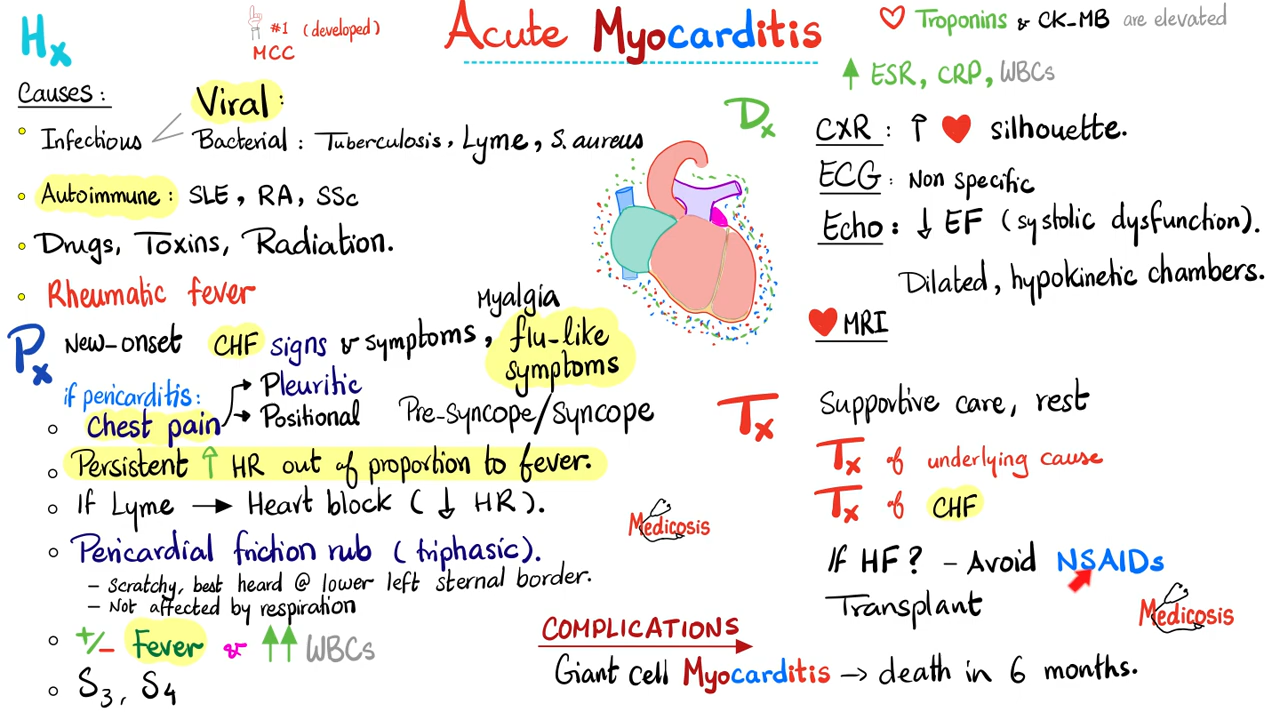 Acute Myocarditis
Hx
#1 (developed)
MCC
Causes:
Viral:
Infectious
Bacterial: Tuberculosis, Lyme, S. aureus
Autoimmune: SLE, RA, SSc
Drugs, Toxins, Radiation.
Rheumatic fever
Px
Myalgia
New-onset CHF signs & symptoms, flu-like
symptoms
if pericarditis:
Chest pain
→ Pleuritic
→ Positional
Pre-Syncope/Syncope
Persistent ↑ HR out of proportion to fever.
If Lyme → Heart block (↓ HR).
Pericardial friction rub (triphasic).
- Scratchy, best heard @ lower left sternal border.
- Not affected by respiration
+/- Fever & ↑↑ WBCs
S3, S4
Medicosis
Dx
♡ Troponins & CK-MB are elevated
↑ ESR, CRP, WBCs
CXR: ↑ ♥ silhouette.
ECG: Non specific
Echo: ↓ EF (systolic dysfunction).
Dilated, hypokinetic chambers.
♥ MRI
Tx
Supportive care, rest
Tx of underlying cause
Tx of CHF
If HF? - Avoid NSAIDs
Transplant
Medicosis
COMPLICATIONS
Giant cell Myocarditis → death in 6 months.